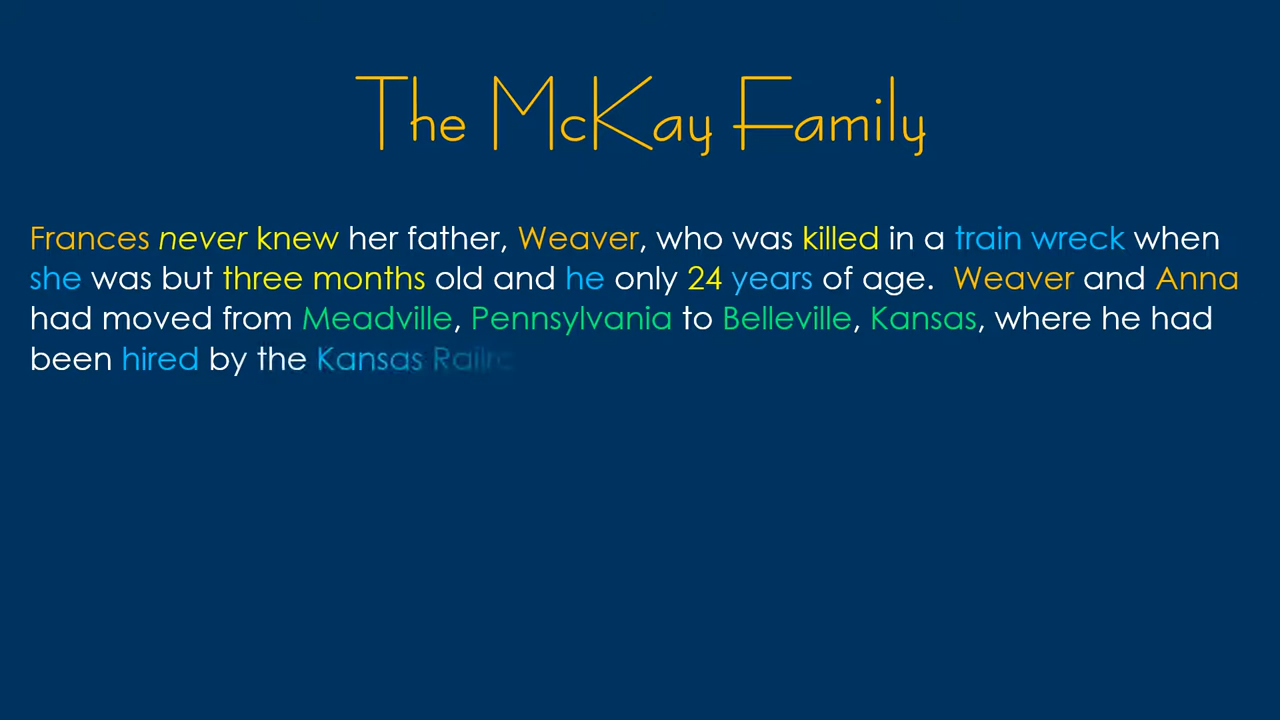 The McKay Family
Frances never knew her father, Weaver, who was killed in a train wreck when
she was but three months old and he only 24 years of age.  Weaver and Anna
had moved from Meadville, Pennsylvania to Belleville, Kansas, where he had
been hired by the Kansas